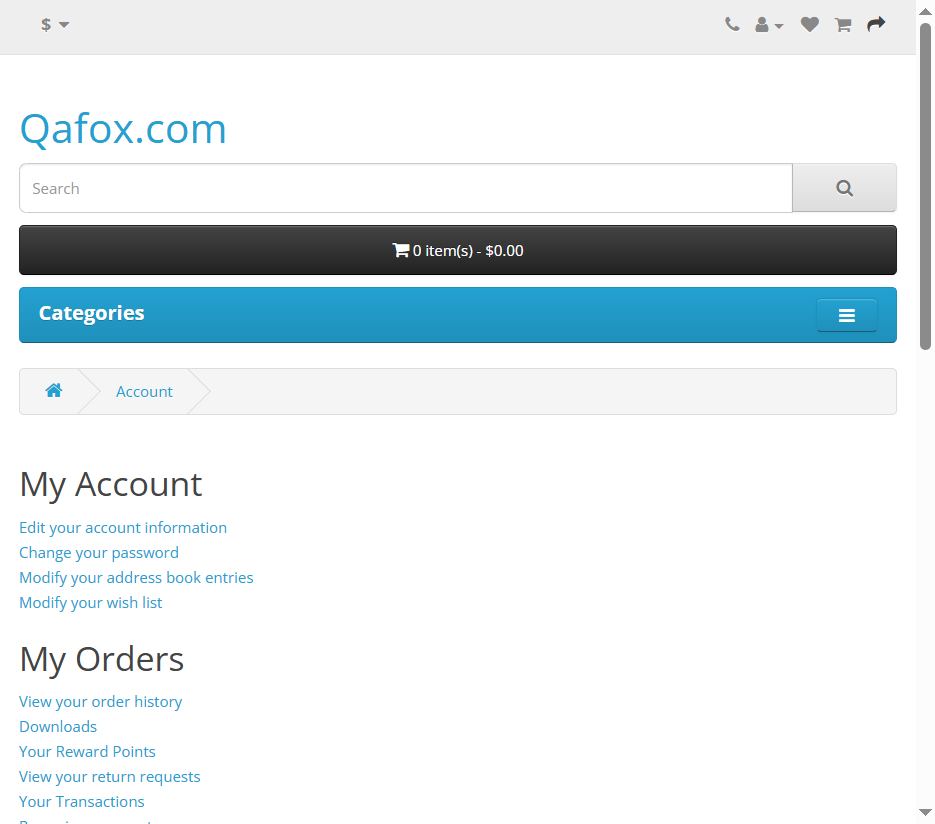 $
Qafox.com
Search
0 item(s) - $0.00
Categories
Account
My Account
Edit your account information
Change your password
Modify your address book entries
Modify your wish list
My Orders
View your order history
Downloads
Your Reward Points
View your return requests
Your Transactions